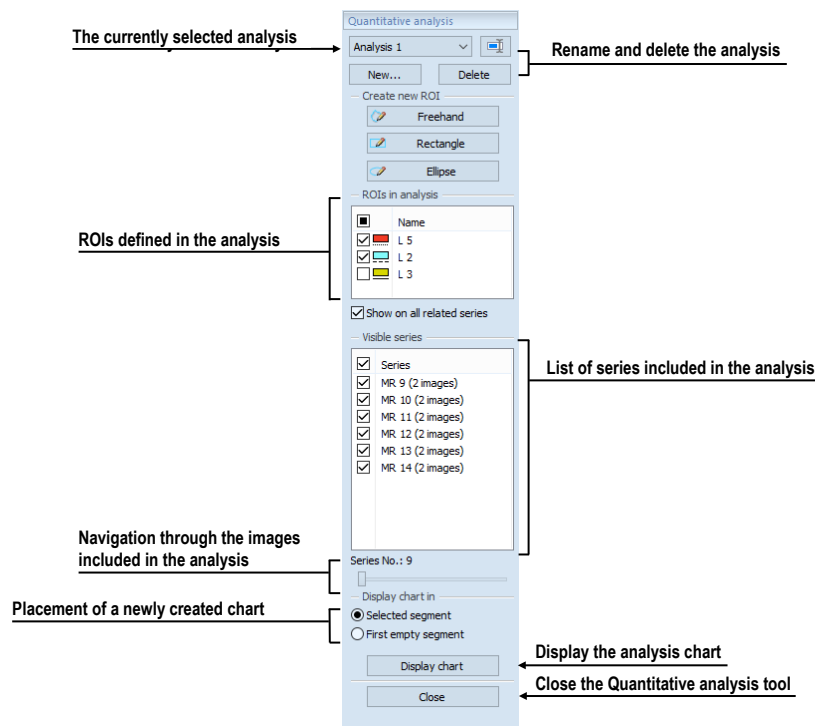 Quantitative analysis
The currently selected analysis
Analysis 1
Rename and delete the analysis
New...
Delete
Create new ROI
Freehand
Rectangle
Ellipse
ROIs in analysis
ROIs defined in the analysis
Name
L 5
L 2
L 3
Show on all related series
Visible series
List of series included in the analysis
Series
MR 9 (2 images)
MR 10 (2 images)
MR 11 (2 images)
MR 12 (2 images)
MR 13 (2 images)
MR 14 (2 images)
Navigation through the images
included in the analysis
Series No.: 9
Display chart in
Placement of a newly created chart
Selected segment
First empty segment
Display chart
Display the analysis chart
Close
Close the Quantitative analysis tool